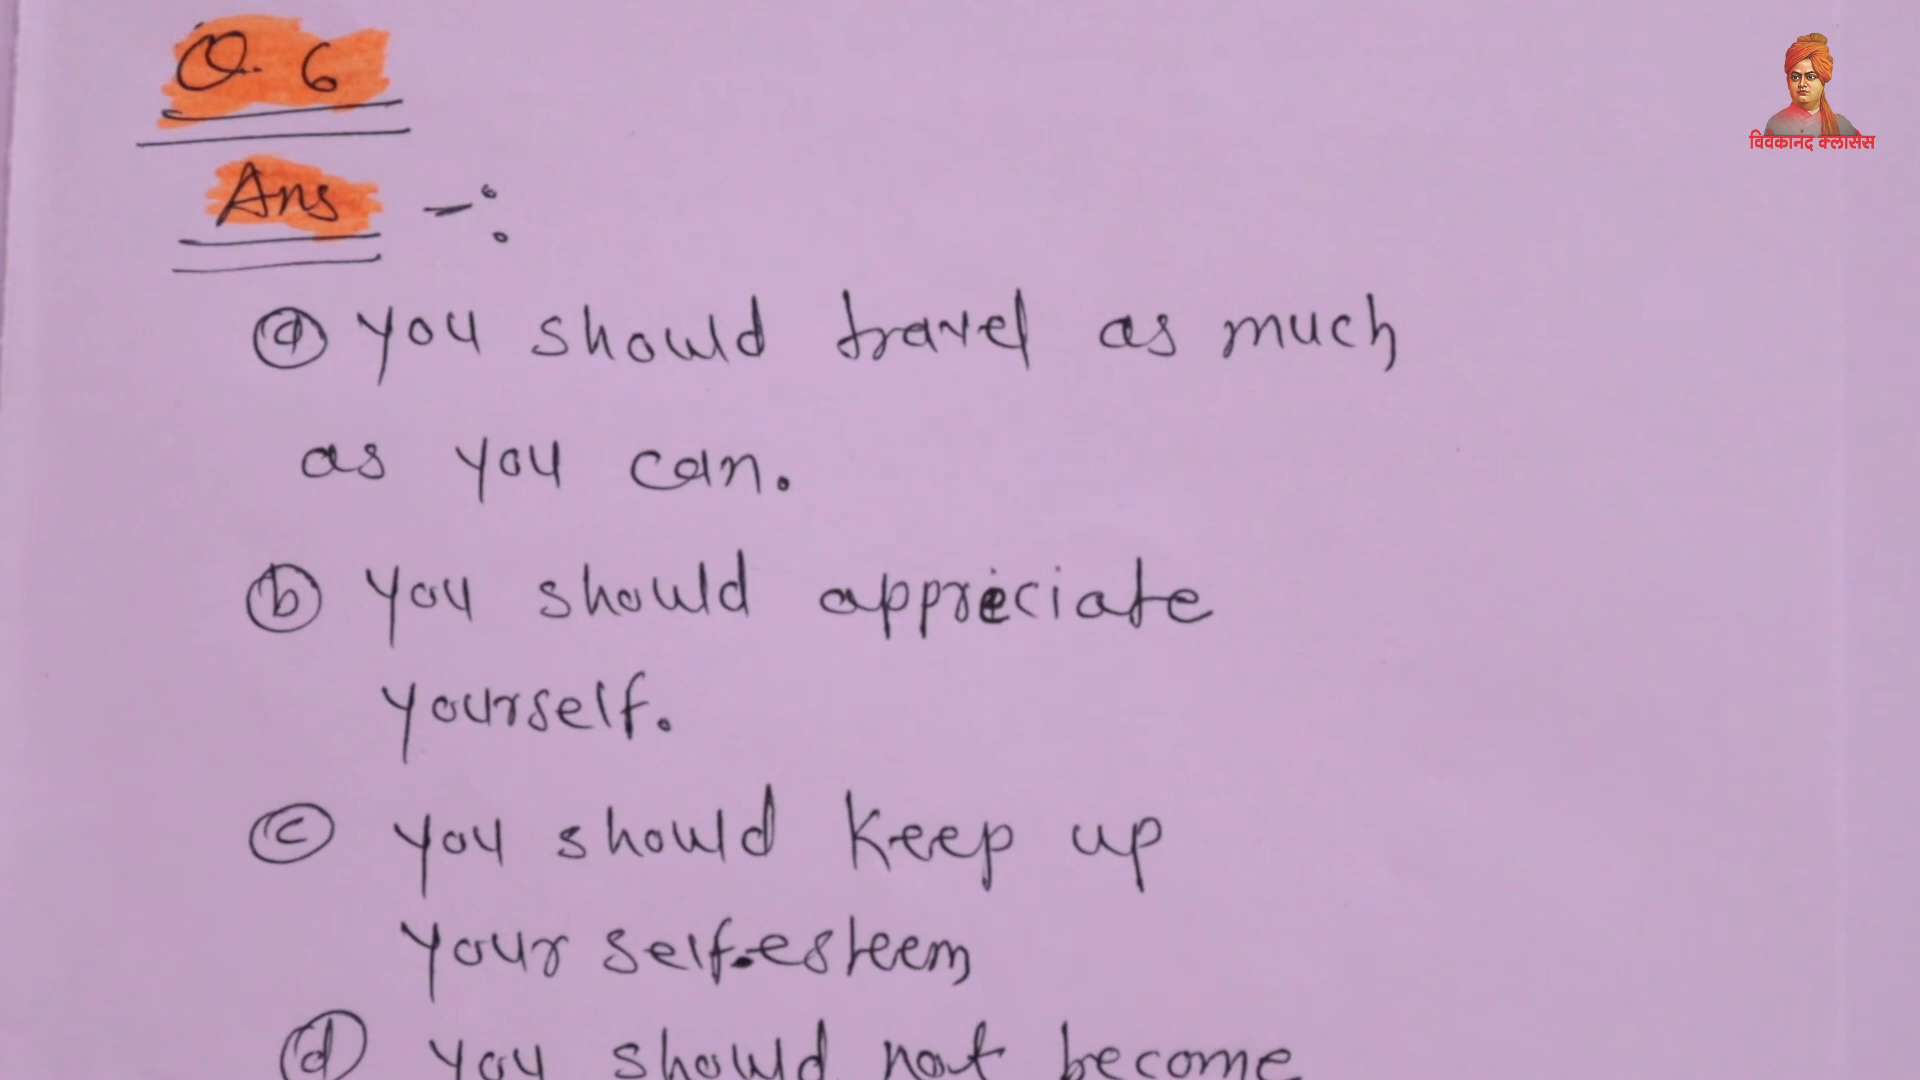 Q. 6
Ans -:
विवेकानंद क्लासेस
(a) you should travel as much
as you can.
(b) you should appreciate
yourself.
(c) you should keep up
your self-esteem
(d) you should not become